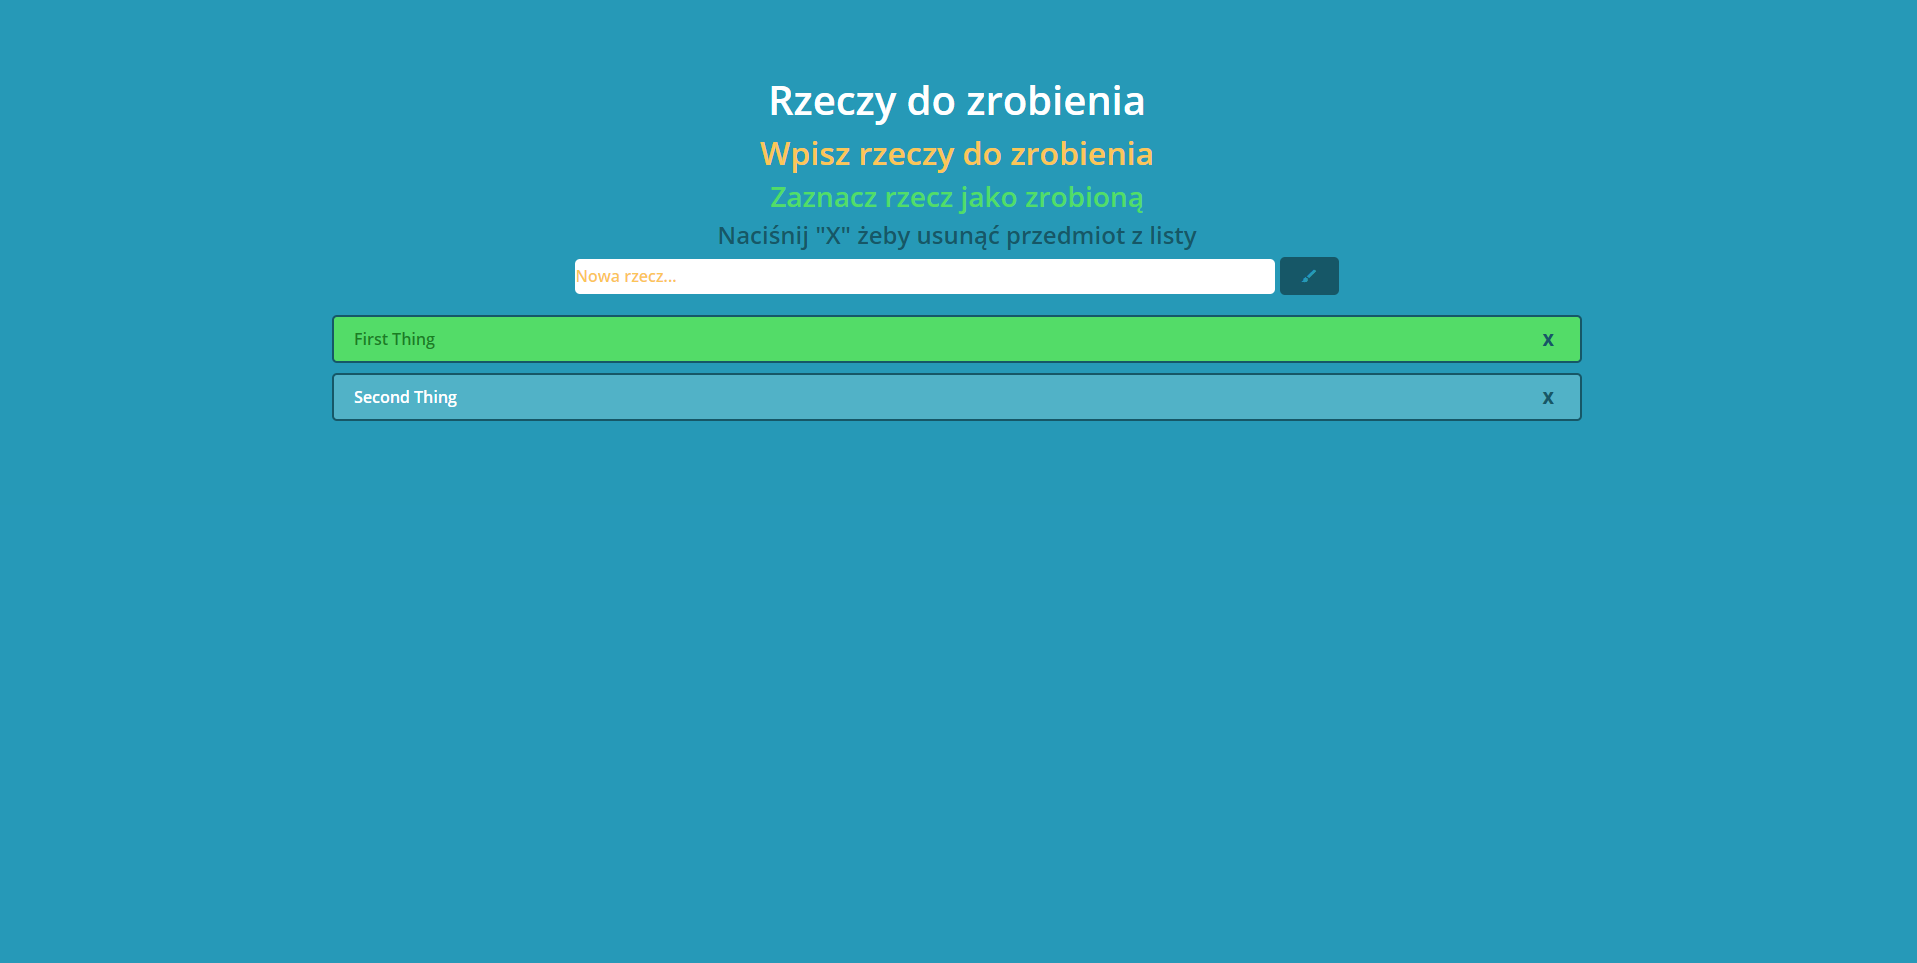 Rzeczy do zrobienia
Wpisz rzeczy do zrobienia
Zaznacz rzecz jako zrobioną
Naciśnij "X" żeby usunąć przedmiot z listy
Nowa rzecz...
First Thing X
Second Thing X